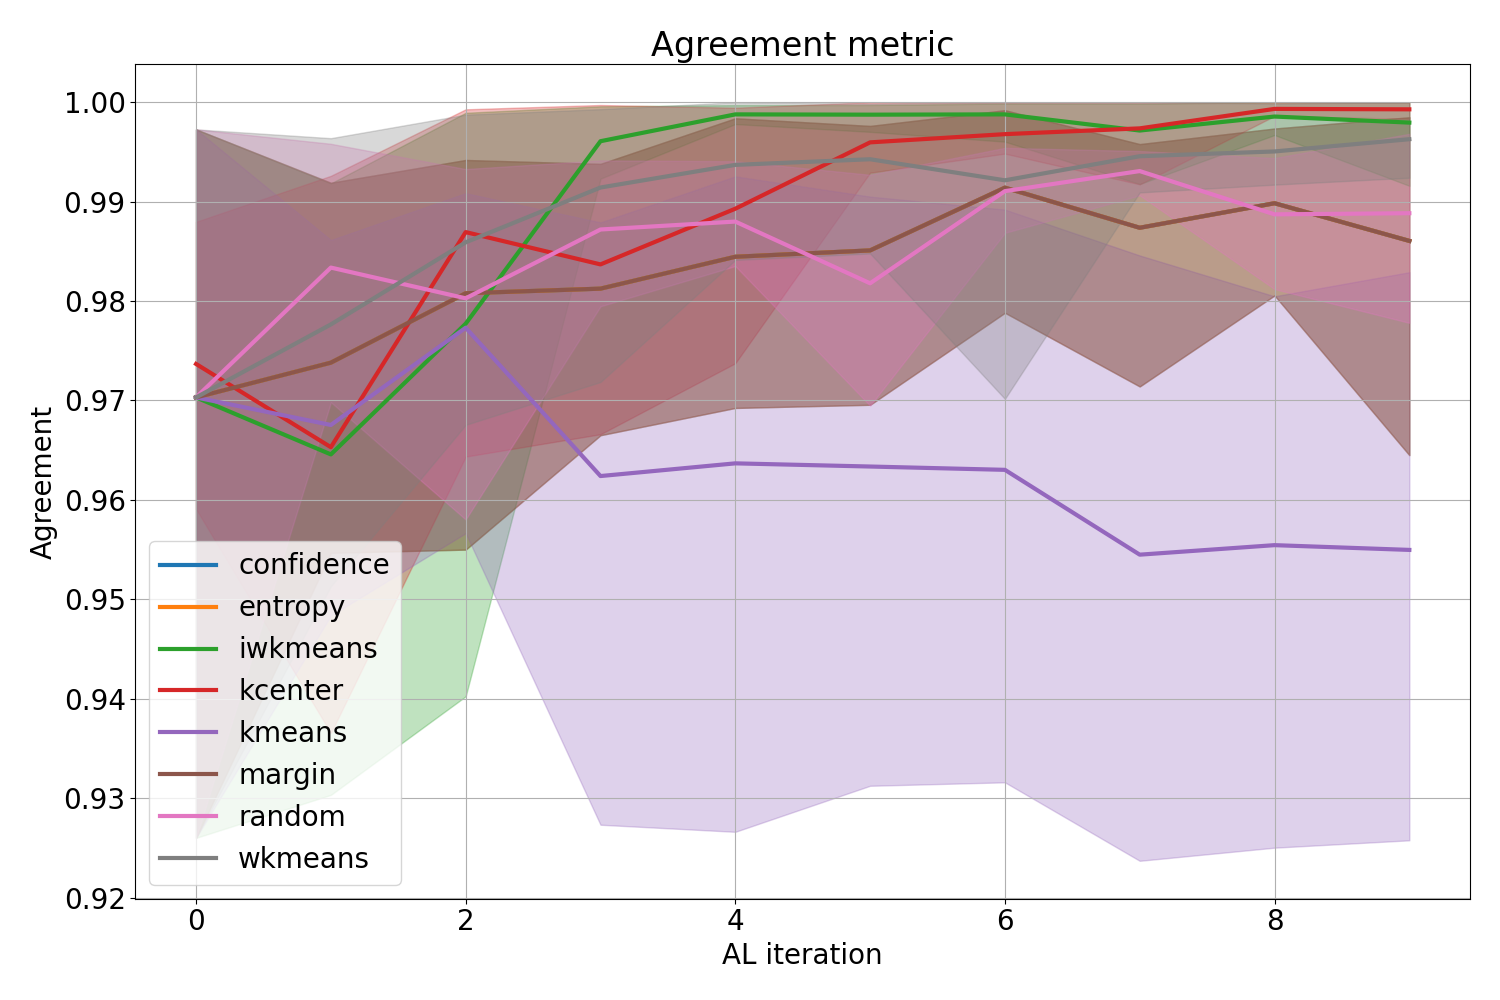 Agreement metric
1.00
0.99
0.98
0.97
0.96
0.95
0.94
0.93
0.92
Agreement
confidence
entropy
iwkmeans
kcenter
kmeans
margin
random
wkmeans
0 2 4 6 8
AL iteration